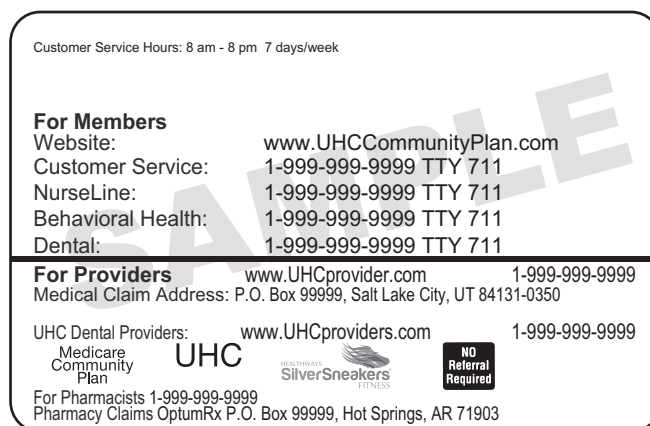 Customer Service Hours: 8 am - 8 pm 7 days/week
SAMPLE
For Members
Website: www.UHCCommunityPlan.com
Customer Service: 1-999-999-9999 TTY 711
NurseLine: 1-999-999-9999 TTY 711
Behavioral Health: 1-999-999-9999 TTY 711
Dental: 1-999-999-9999 TTY 711
For Providers www.UHCprovider.com 1-999-999-9999
Medical Claim Address: P.O. Box 99999, Salt Lake City, UT 84131-0350
UHC Dental Providers: www.UHCproviders.com 1-999-999-9999
Medicare
Community
Plan
UHC
HEALTHWAYS
SilverSneakers
FITNESS
NO
Referral
Required
For Pharmacists 1-999-999-9999
Pharmacy Claims OptumRx P.O. Box 99999, Hot Springs, AR 71903